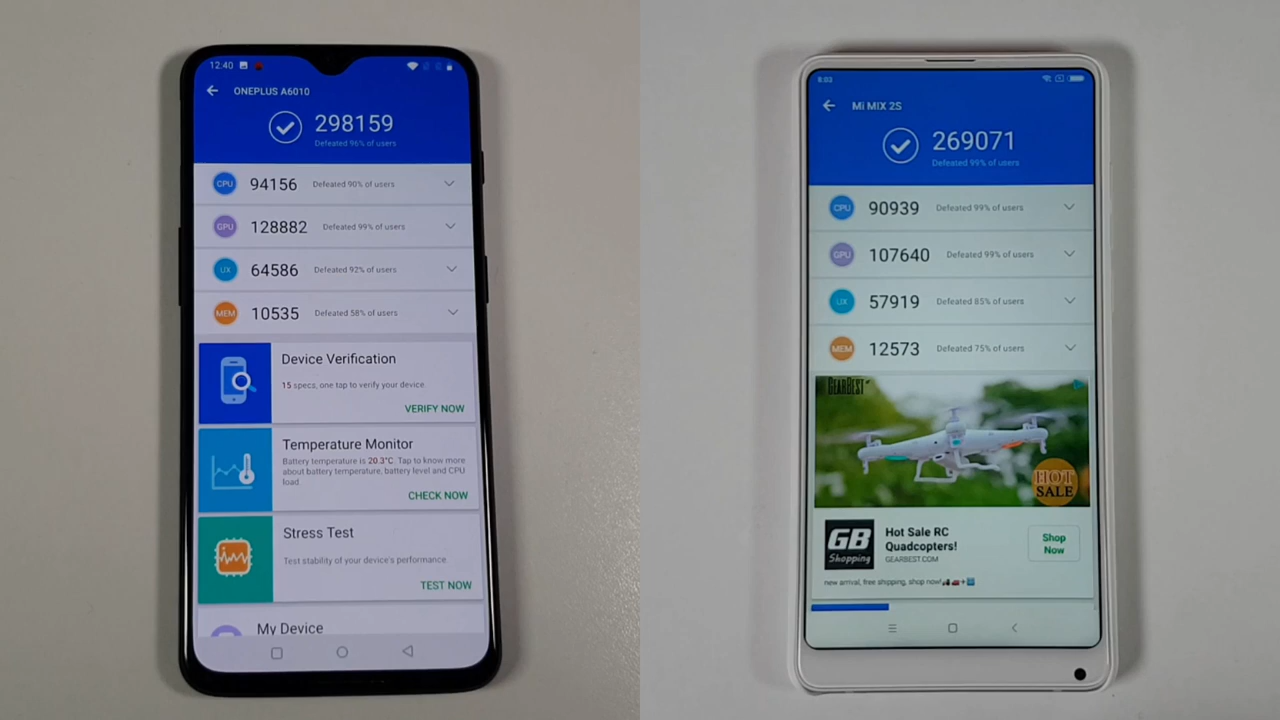 12:40
ONEPLUS A6010
298159
Defeated 96% of users
CPU 94156 Defeated 90% of users
GPU 128882 Defeated 99% of users
UX 64586 Defeated 92% of users
MEM 10535 Defeated 58% of users
Device Verification
15 specs, one tap to verify your device.
VERIFY NOW
Temperature Monitor
Battery temperature is 20.3°C. Tap to know more
about battery temperature, battery level and CPU
load.
CHECK NOW
Stress Test
Test stability of your device's performance
TEST NOW
My Device
8:03
Mi MIX 2S
269071
Defeated 99% of users
CPU 90939 Defeated 99% of users
GPU 107640 Defeated 99% of users
UX 57919 Defeated 85% of users
MEM 12573 Defeated 75% of users
GEARBEST
HOT
SALE
GB
Shopping
Hot Sale RC
Quadcopters!
GEARBEST.COM
Shop
Now
new arrival, free shipping, shop now!